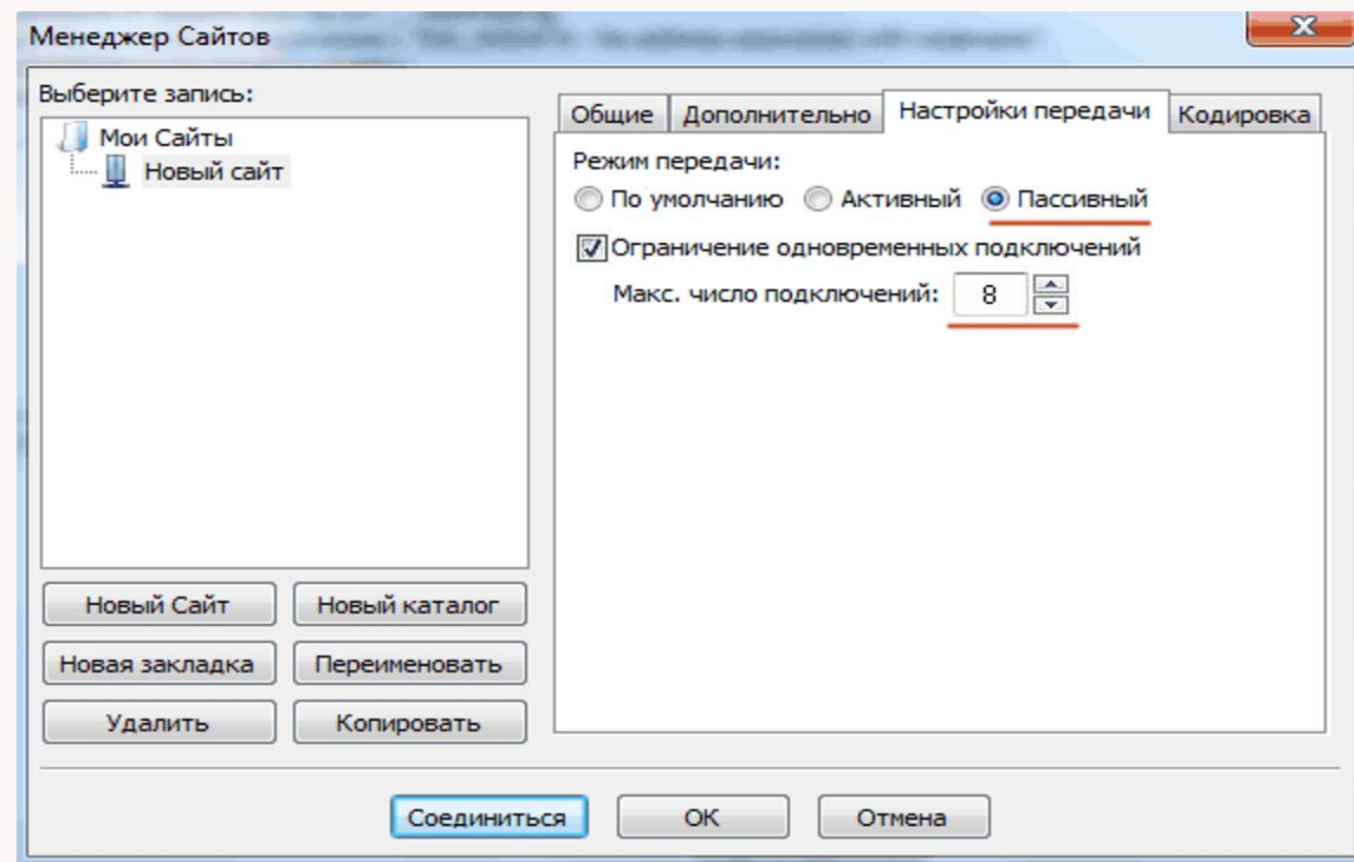 Менеджер Сайтов
Выберите запись:
Мои Сайты
Новый сайт
Новый Сайт Новый каталог
Новая закладка Переименовать
Удалить Копировать
Общие Дополнительно Настройки передачи Кодировка
Режим передачи:
По умолчанию Активный Пассивный
Ограничение одновременных подключений
Макс. число подключений: 8
Соединиться ОК Отмена